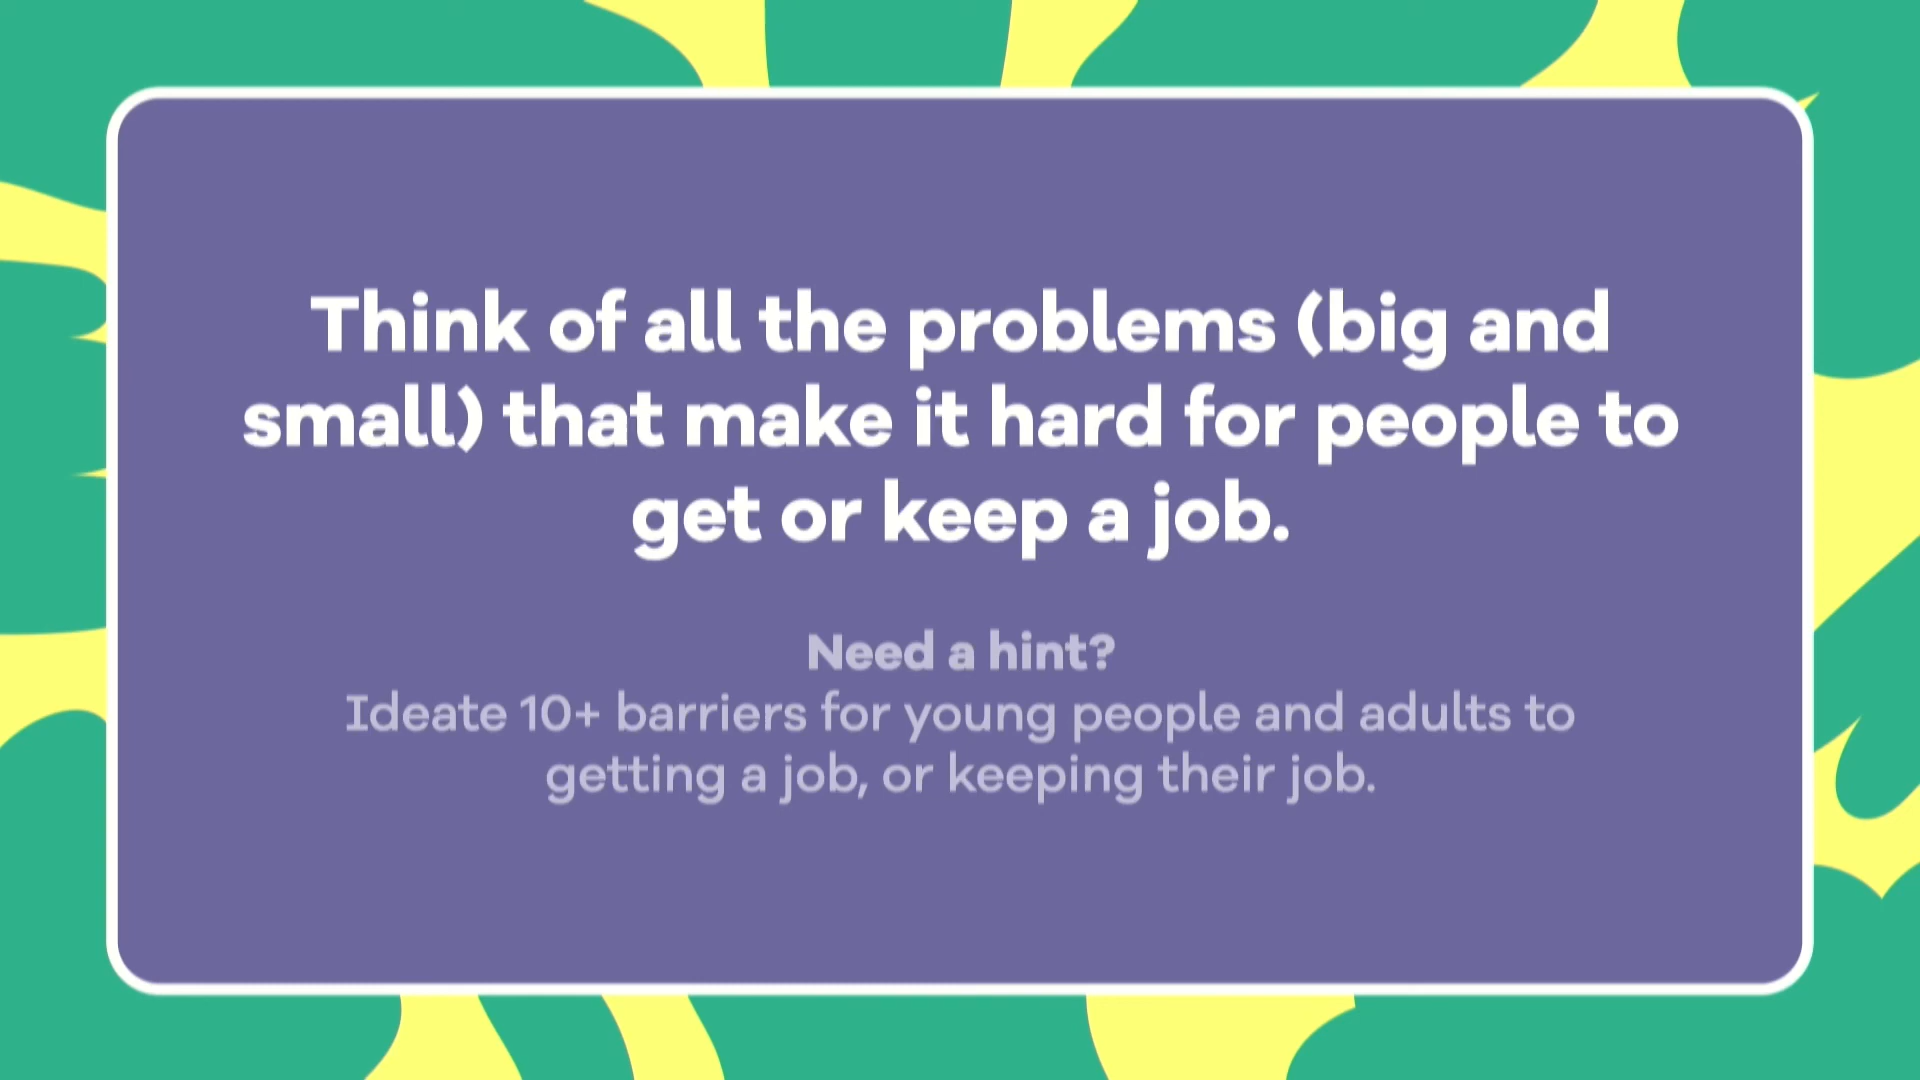 Think of all the problems (big and
small) that make it hard for people to
get or keep a job.
Need a hint?
Ideate 10+ barriers for young people and adults to
getting a job, or keeping their job.